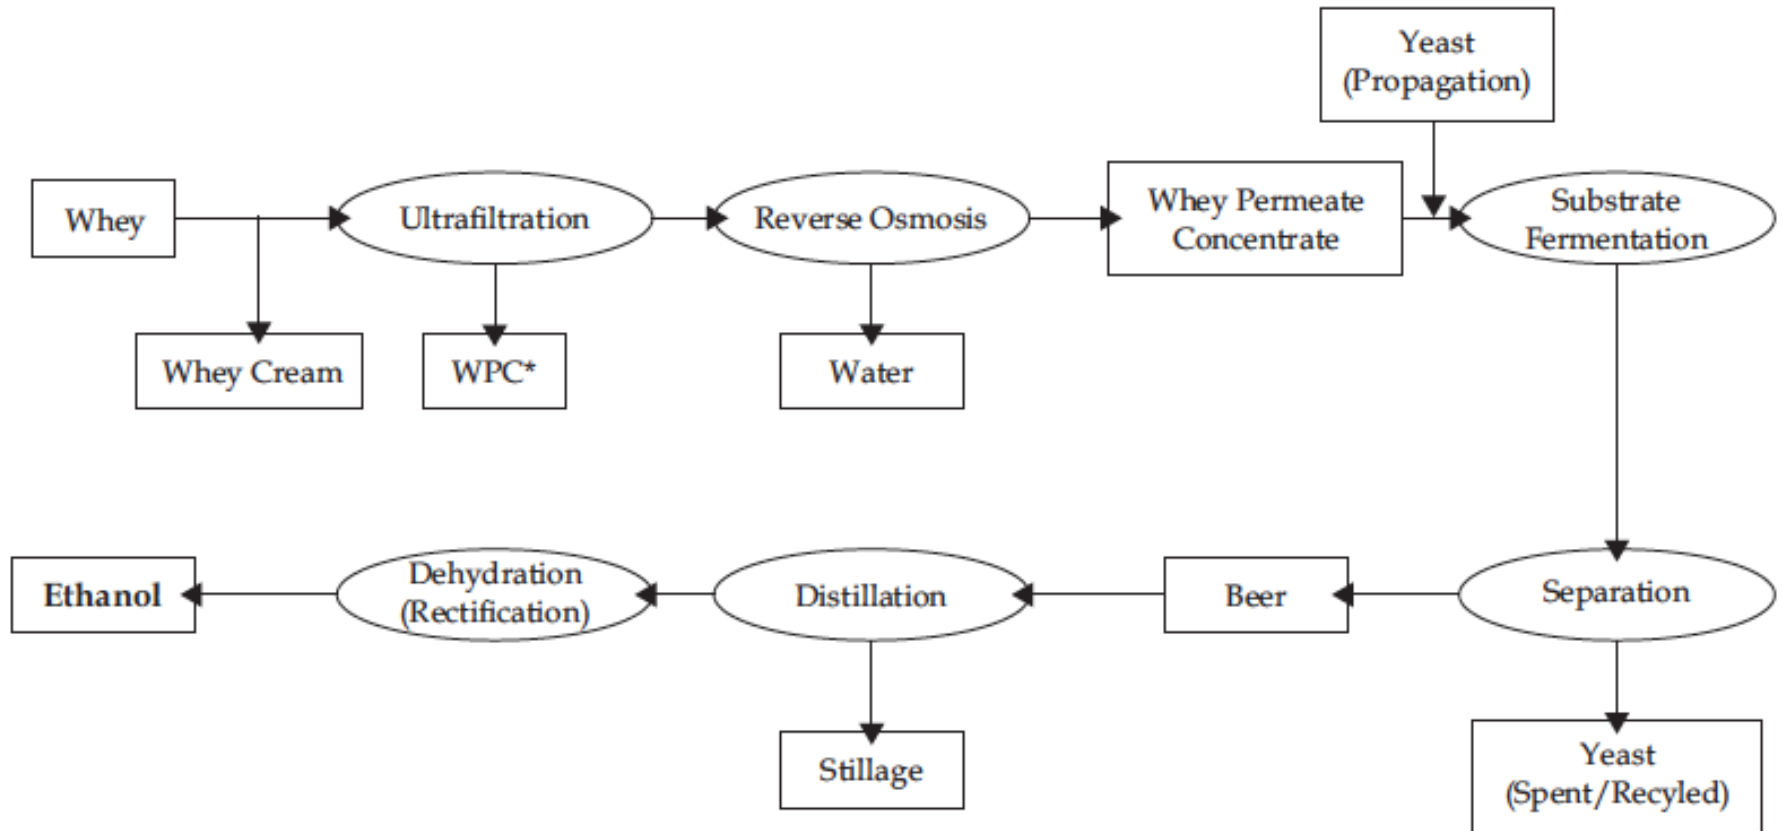 Yeast
(Propagation)
Whey
Ultrafiltration
Reverse Osmosis
Whey Permeate
Concentrate
Substrate
Fermentation
Whey Cream
WPC*
Water
Ethanol
Dehydration
(Rectification)
Distillation
Beer
Separation
Stillage
Yeast
(Spent/Recyled)